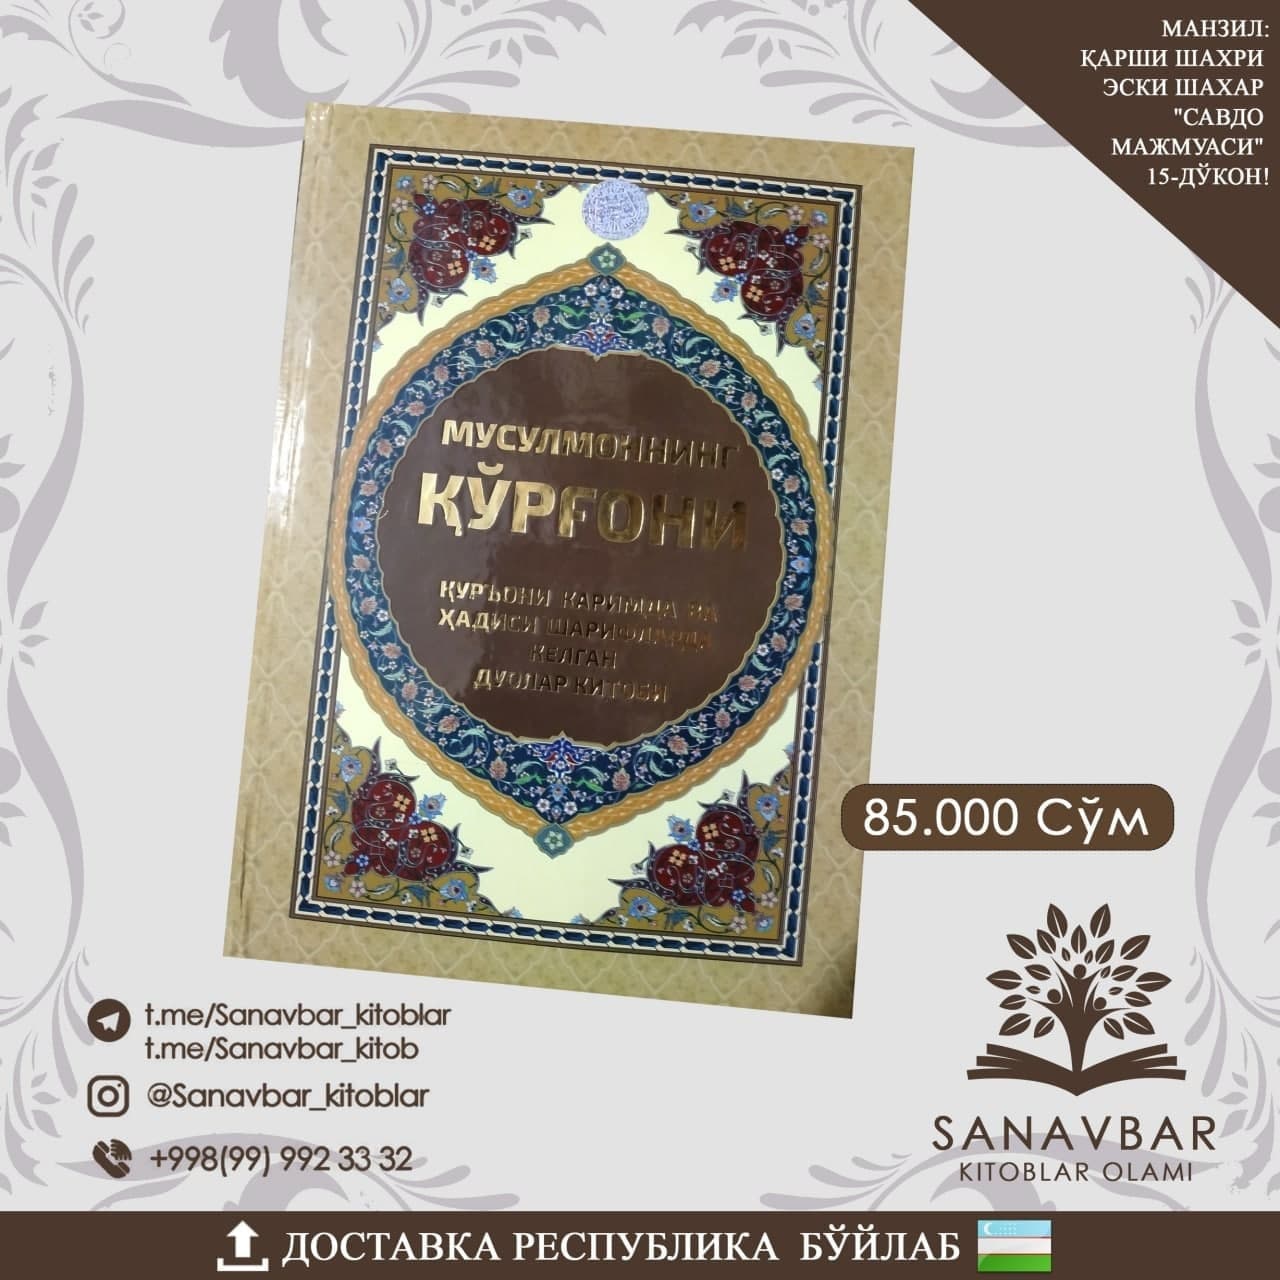 МАНЗИЛ:
ҚАРШИ ШАХРИ
ЭСКИ ШАХАР
"САВДО
МАЖМУАСИ"
15-ДЎКОН!
МУСУЛМОННИНГ
ҚЎРҒОНИ
ҚУРЪОНИ КАРИМДА ВА
ҲАДИСИ ШАРИФЛАРДА
КЕЛГАН
ДУОЛАР КИТОБИ
85.000 Сўм
t.me/Sanavbar_kitoblar
t.me/Sanavbar_kitob
@Sanavbar_kitoblar
+998(99) 992 33 32
SANAVBAR
KITOBLAR OLAMI
ДОСТАВКА РЕСПУБЛИКА БЎЙЛАБ